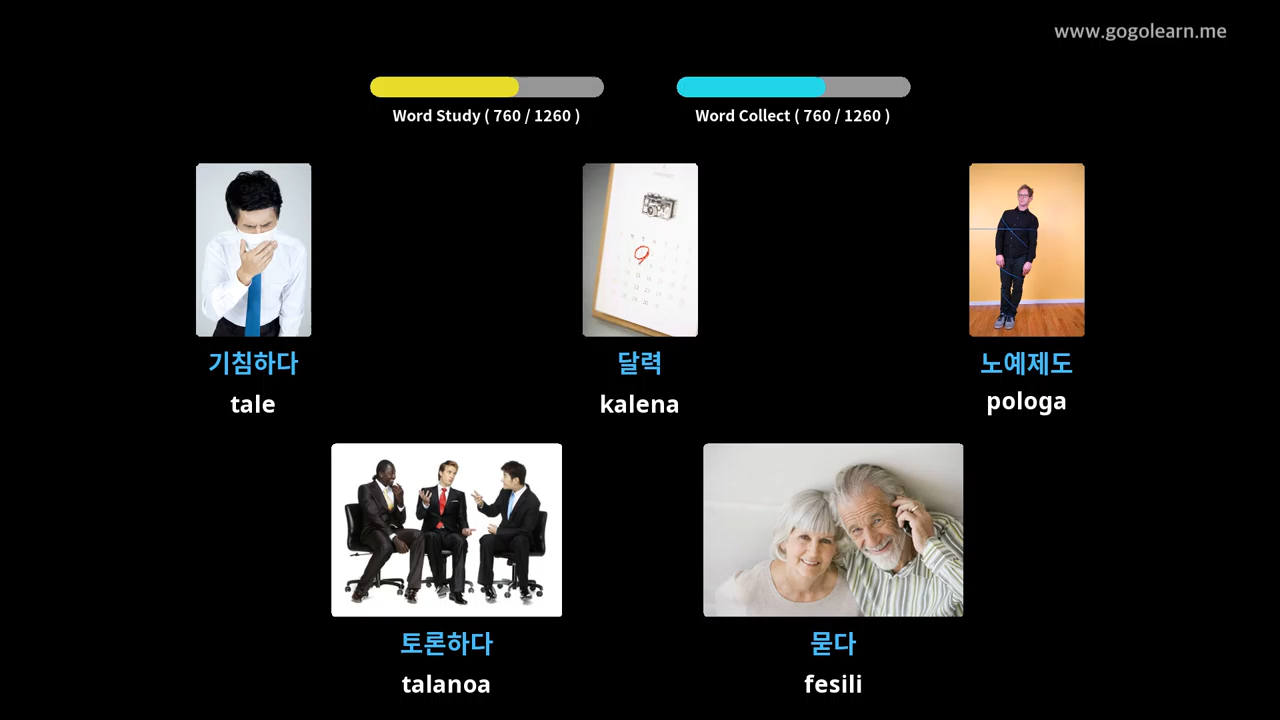 www.gogolearn.me
Word Study ( 760 / 1260 )
Word Collect ( 760 / 1260 )
기침하다
달력
노예제도
tale
kalena
pologa
토론하다
묻다
talanoa
fesili